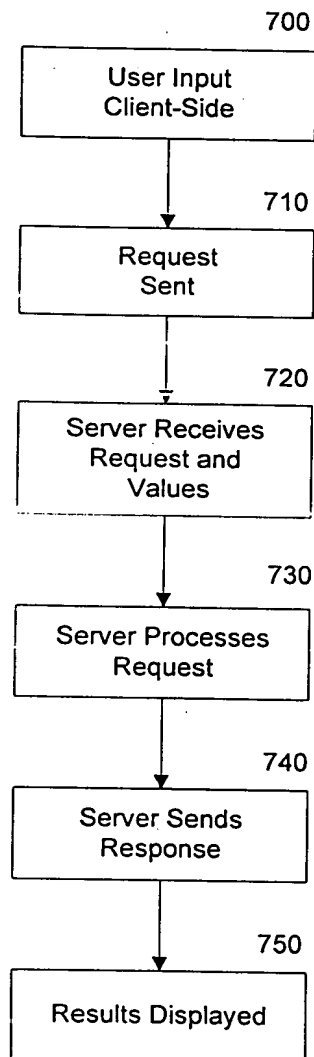 700
User Input
Client-Side
710
Request
Sent
720
Server Receives
Request and
Values
730
Server Processes
Request
740
Server Sends
Response
750
Results Displayed